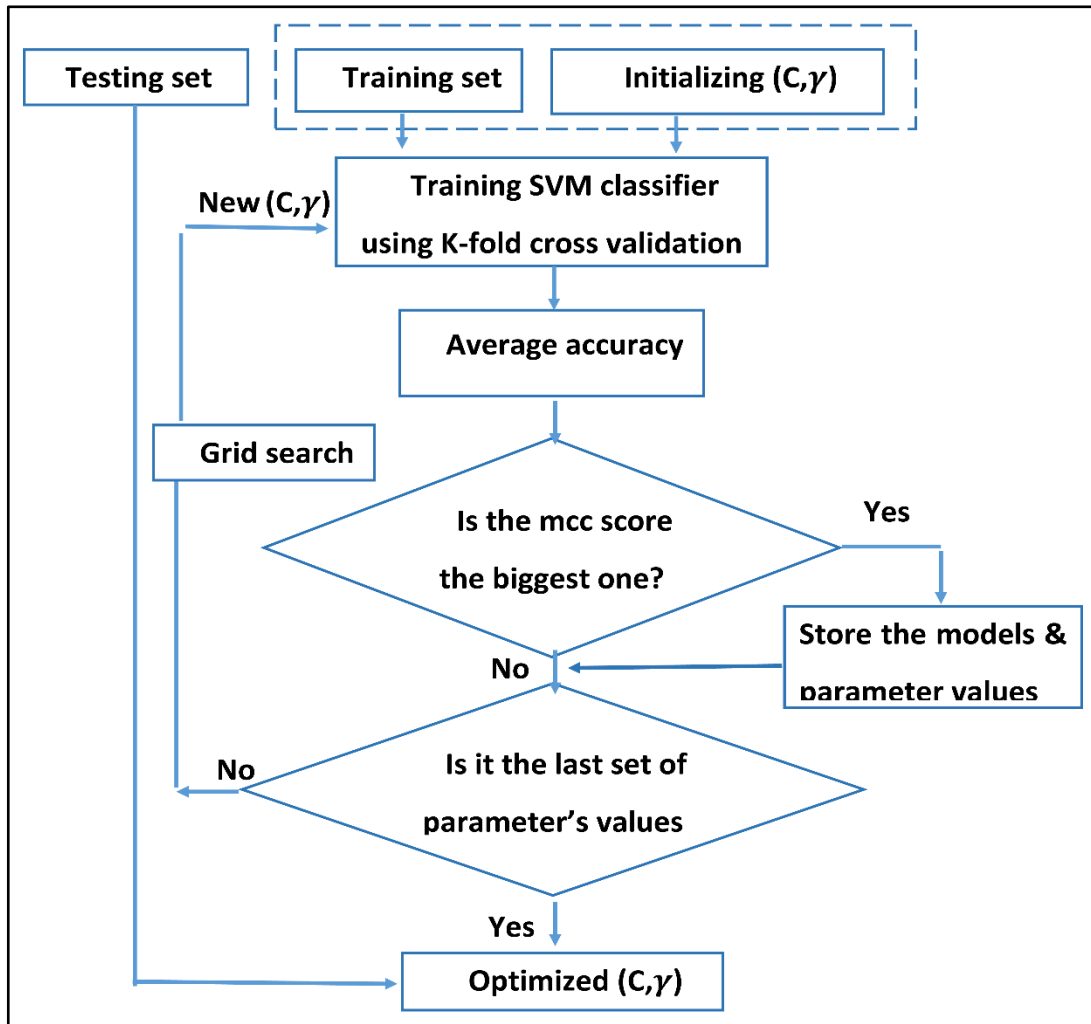 Testing set
Training set
Initializing (C,γ)
Training SVM classifier
using K-fold cross validation
New (C,γ)
Average accuracy
Grid search
Is the mcc score
the biggest one?
Yes
Store the models &
parameter values
No
Is it the last set of
parameter’s values
No
Yes
Optimized (C,γ)